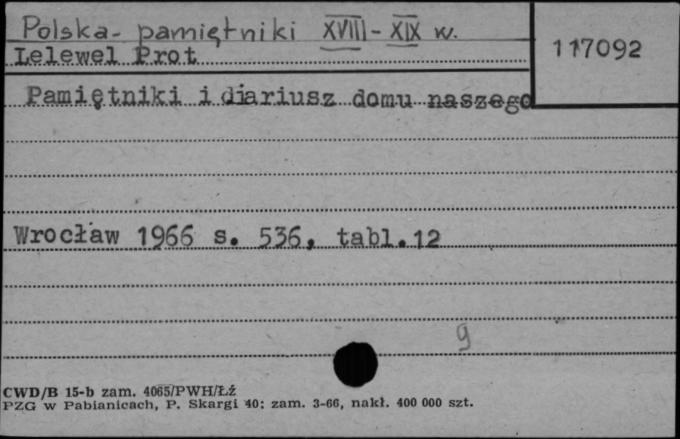 Polska - pamiętniki XVIII - XIX w.
117092
Lelewel Prot
Pamiętniki i diariusz domu naszego
Wrocław 1966 s. 536, tabl.12
9
CWD/B 15-b zam. 4065/PWH/Łź
PZG w Pabianicach, P. Skargi 40; zam. 3-66, nakł. 400 000 szt.